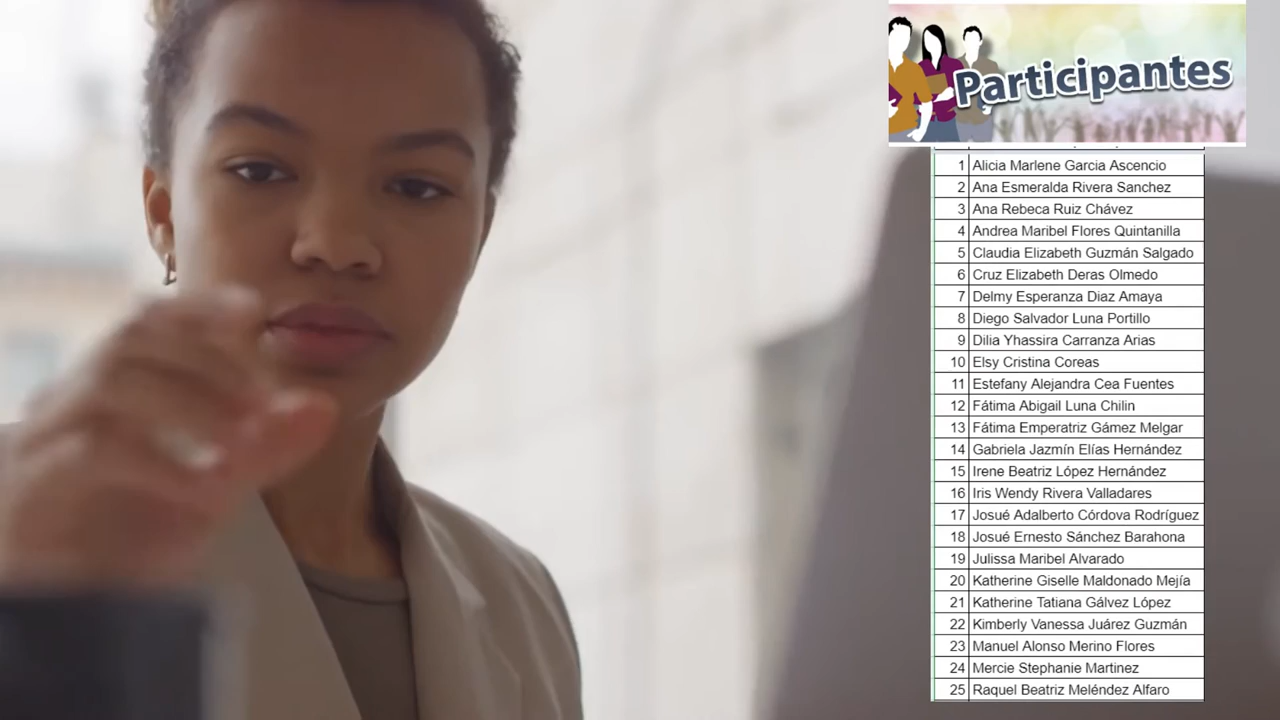 Participantes
1 Alicia Marlene Garcia Ascencio
2 Ana Esmeralda Rivera Sanchez
3 Ana Rebeca Ruiz Chávez
4 Andrea Maribel Flores Quintanilla
5 Claudia Elizabeth Guzmán Salgado
6 Cruz Elizabeth Deras Olmedo
7 Delmy Esperanza Diaz Amaya
8 Diego Salvador Luna Portillo
9 Dilia Yhassira Carranza Arias
10 Elsy Cristina Coreas
11 Estefany Alejandra Cea Fuentes
12 Fátima Abigail Luna Chilin
13 Fátima Emperatriz Gámez Melgar
14 Gabriela Jazmín Elías Hernández
15 Irene Beatriz López Hernández
16 Iris Wendy Rivera Valladares
17 Josué Adalberto Córdova Rodríguez
18 Josué Ernesto Sánchez Barahona
19 Julissa Maribel Alvarado
20 Katherine Giselle Maldonado Mejía
21 Katherine Tatiana Gálvez López
22 Kimberly Vanessa Juárez Guzmán
23 Manuel Alonso Merino Flores
24 Mercie Stephanie Martinez
25 Raquel Beatriz Meléndez Alfaro